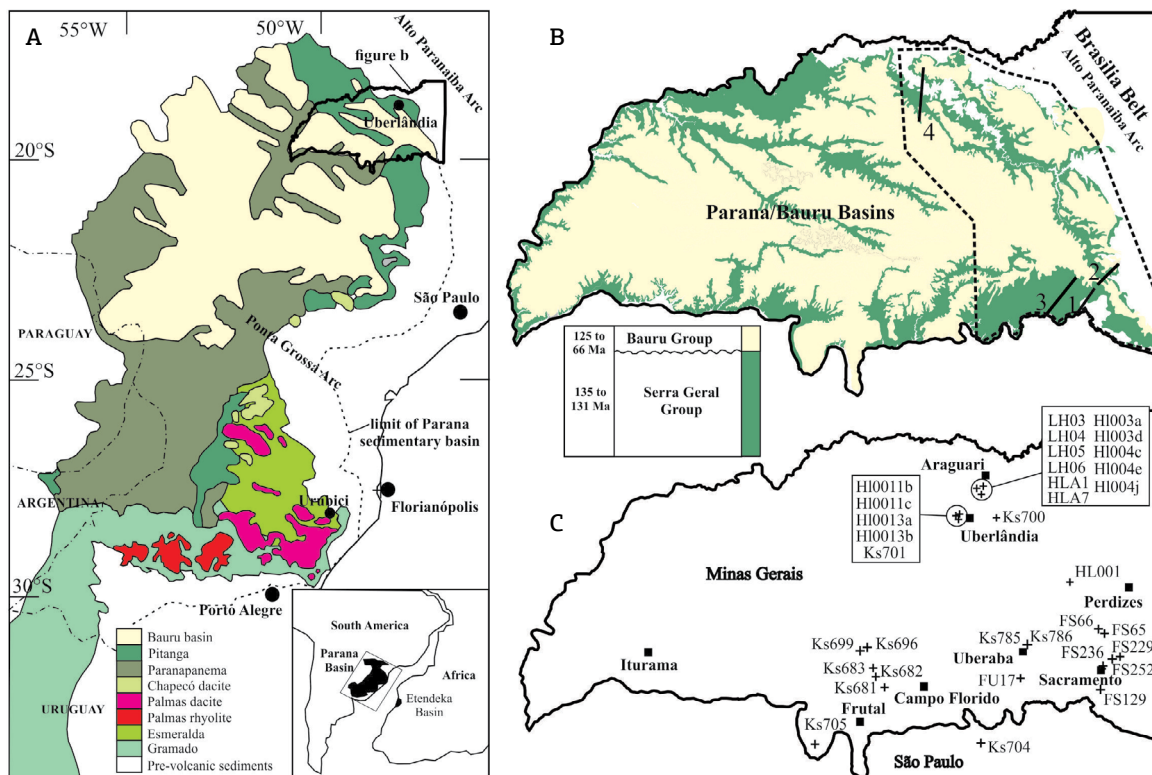 A
55°W
50°W
Alto Paranaiba Arc
figure b
Uberlândia
20°S
São Paulo
PARAGUAY
Ponta Grossa Arc
25°S
limit of Parana
sedimentary basin
ARGENTINA
Urubici
Florianópolis
30°S
Porto Alegre
URUGUAY
Bauru basin
Pitanga
Paranapanema
Chapecó dacite
Palmas dacite
Palmas rhyolite
Esmeralda
Gramado
Pre-volcanic sediments
South America
Parana
Basin
Africa
Etendeka
Basin
B
Brasilia Belt
Alto Paranaiba Arc
4
Parana/Bauru Basins
2
3
1
125 to
66 Ma
Bauru Group
135 to
131 Ma
Serra Geral
Group
C
LH03 Hl003a
LH04 Hl003d
LH05 Hl004c
LH06 Hl004e
HLA1 Hl004j
HLA7
Araguari
Hl0011b
Hl0011c
Hl0013a
Hl0013b
Ks701
Ks700
Uberlândia
Minas Gerais
HL001
Perdizes
FS66
FS65
Ks785
Ks786
Ks699
Ks696
FS236
FS229
Iturama
Uberaba
Ks683
Ks682
FS252
FU17
Sacramento
Ks681
Campo Florido
FS129
Frutal
Ks705
Ks704
São Paulo